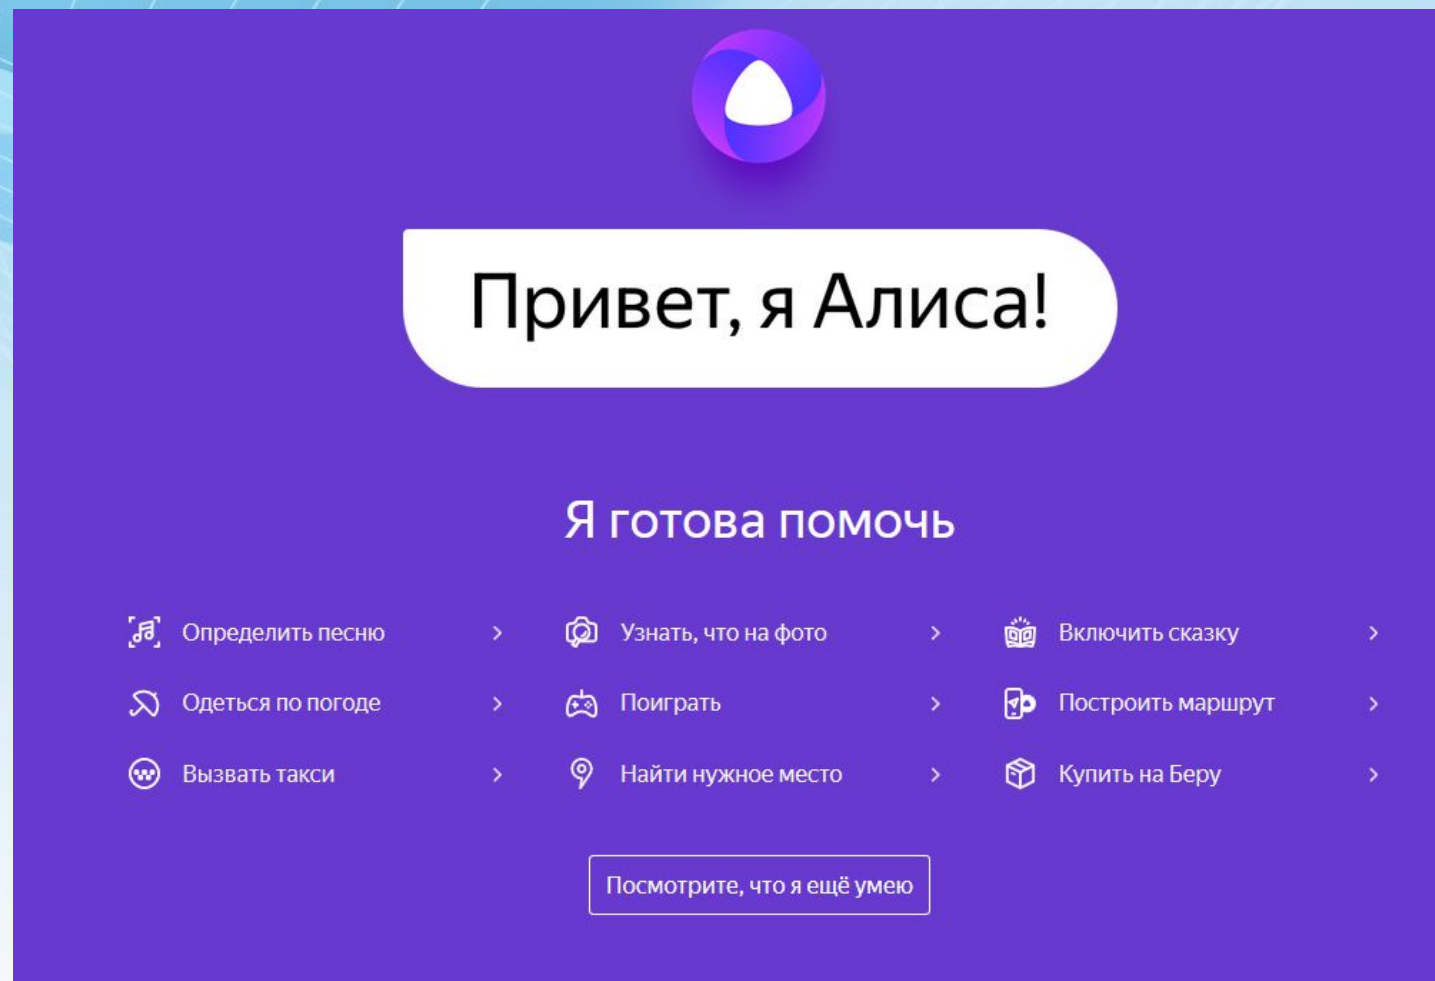 Привет, я Алиса!
Я готова помочь
Определить песню
Узнать, что на фото
Включить сказку
Одеться по погоде
Поиграть
Построить маршрут
Вызвать такси
Найти нужное место
Купить на Беру
Посмотрите, что я ещё умею